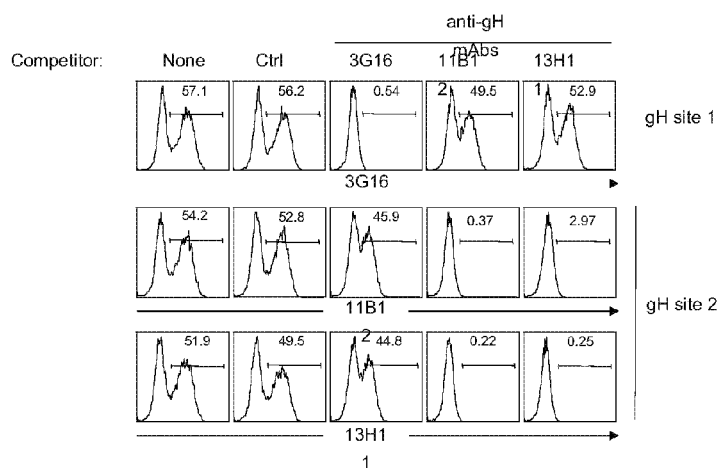 anti-gH
mAbs
Competitor: None Ctrl 3G16 11B1 13H1
2 1
57.1 56.2 0.54 49.5 52.9
gH site 1
3G16
54.2 52.8 45.9 0.37 2.97
gH site 2
11B1
2
51.9 49.5 44.8 0.22 0.25
13H1
1